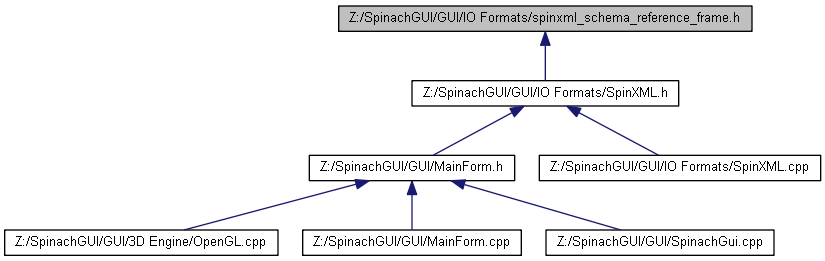 Z:/SpinachGUI/GUI/IO Formats/spinxml_schema_reference_frame.h
Z:/SpinachGUI/GUI/IO Formats/SpinXML.h
Z:/SpinachGUI/GUI/MainForm.h
Z:/SpinachGUI/GUI/IO Formats/SpinXML.cpp
Z:/SpinachGUI/GUI/3D Engine/OpenGL.cpp
Z:/SpinachGUI/GUI/MainForm.cpp
Z:/SpinachGUI/GUI/SpinachGui.cpp